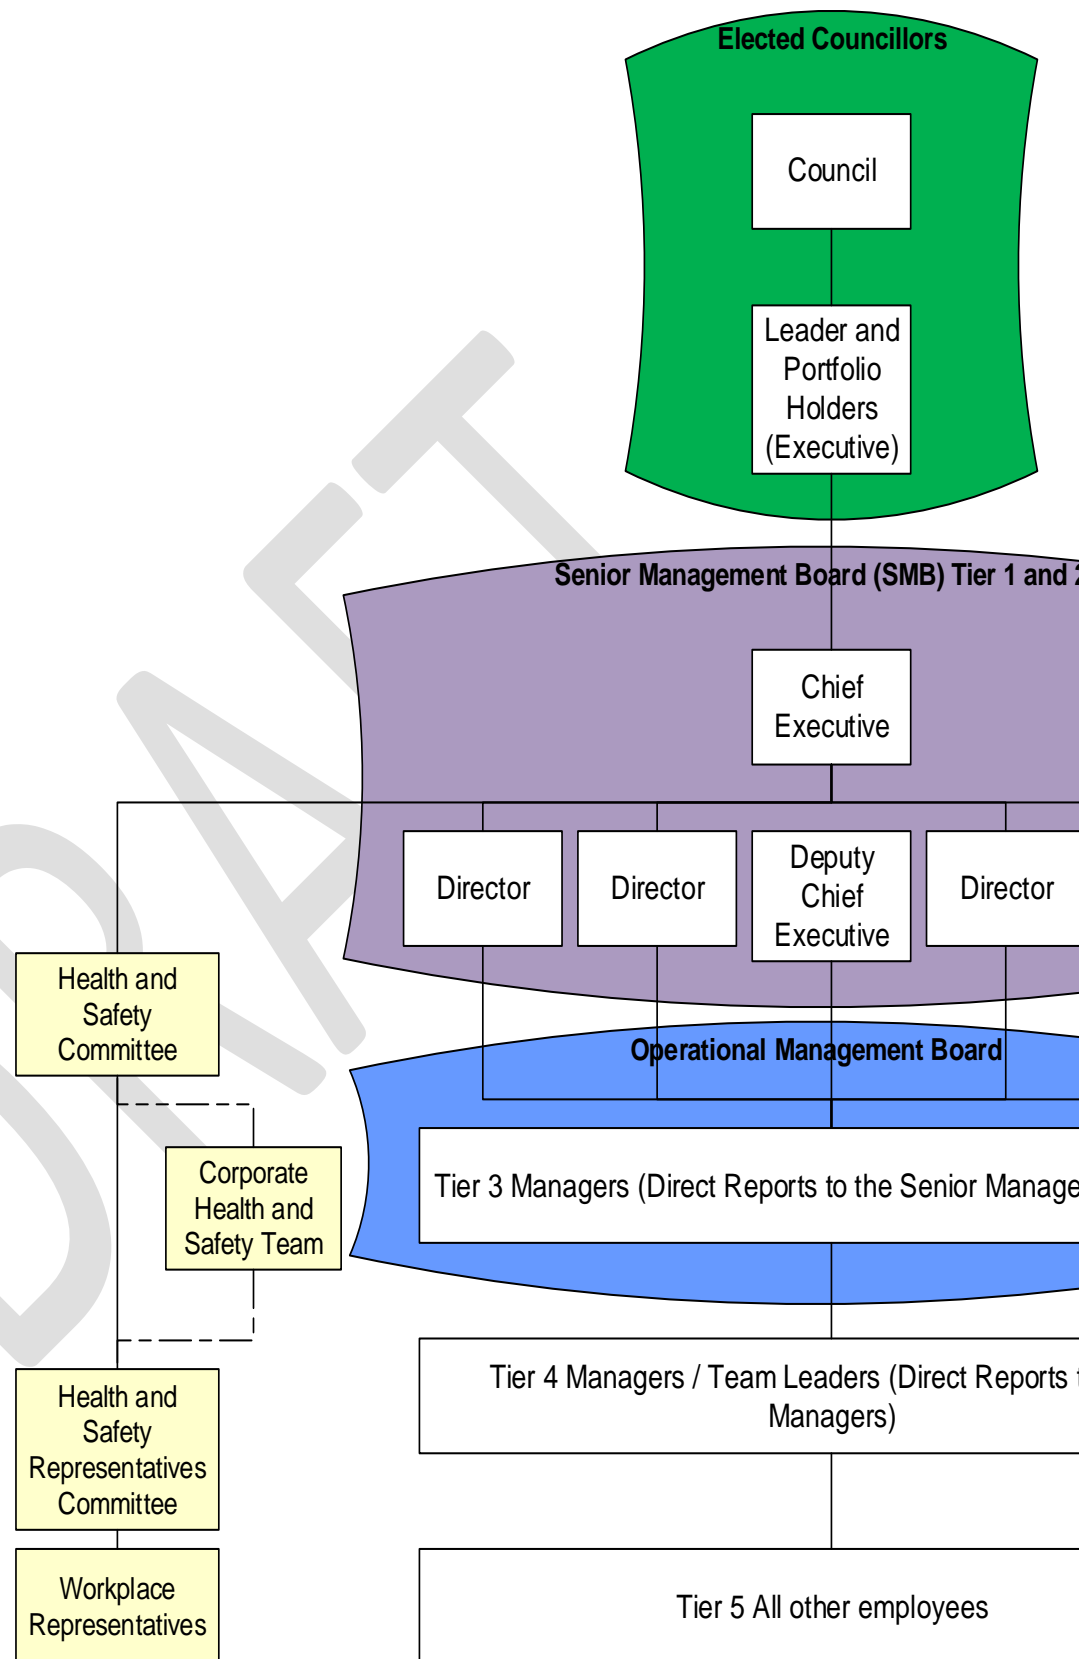 Elected Councillors
Council
Leader and
Portfolio
Holders
(Executive)
Senior Management Board (SMB) Tier 1 and 2
Chief
Executive
Director
Director
Deputy
Chief
Executive
Director
Health and
Safety
Committee
Operational Management Board
Corporate
Health and
Safety Team
Tier 3 Managers (Direct Reports to the Senior Manage
Tier 4 Managers / Team Leaders (Direct Reports
Managers)
Health and
Safety
Representatives
Committee
Workplace
Representatives
Tier 5 All other employees
DRAFT